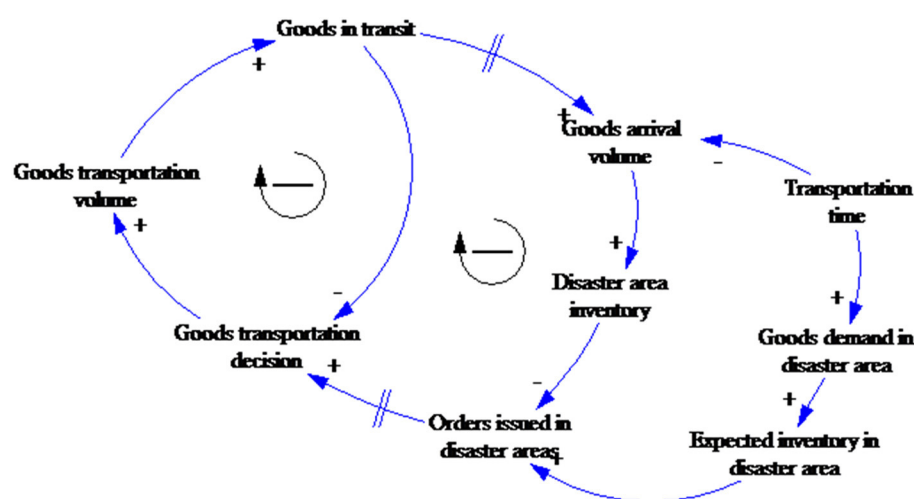 Goods in transit
+
+
Goods arrival
volume
-
Goods transportation
volume
+
Transportation
time
+
Disaster area
inventory
-
+
Goods transportation
decision
+
Goods demand in
disaster area
-
+
Orders issued in
disaster areas
+
Expected inventory in
disaster area